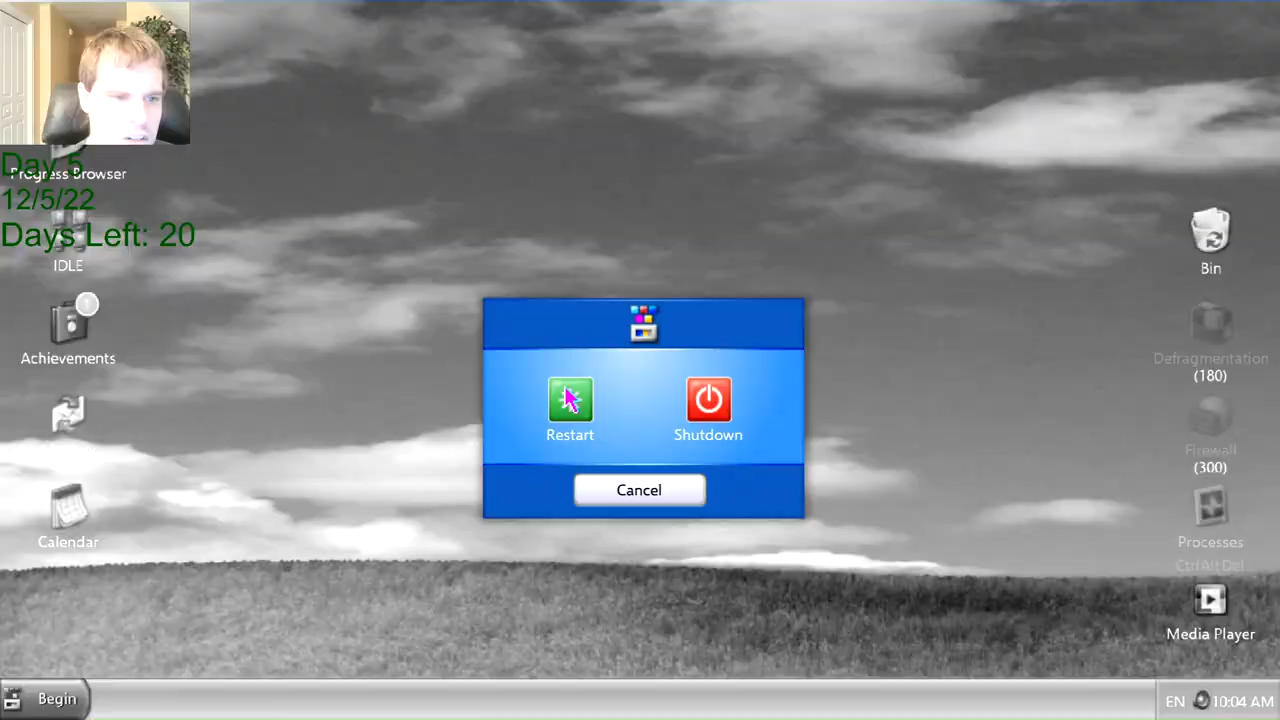 Day 5
Progress Browser
12/5/22
Days Left: 20
IDLE
Achievements
Calendar
Restart
Shutdown
Cancel
Bin
Defragmentation
(180)
Firewall
(300)
Processes
Ctrl Alt Del
Media Player
Begin
EN
10:04 AM